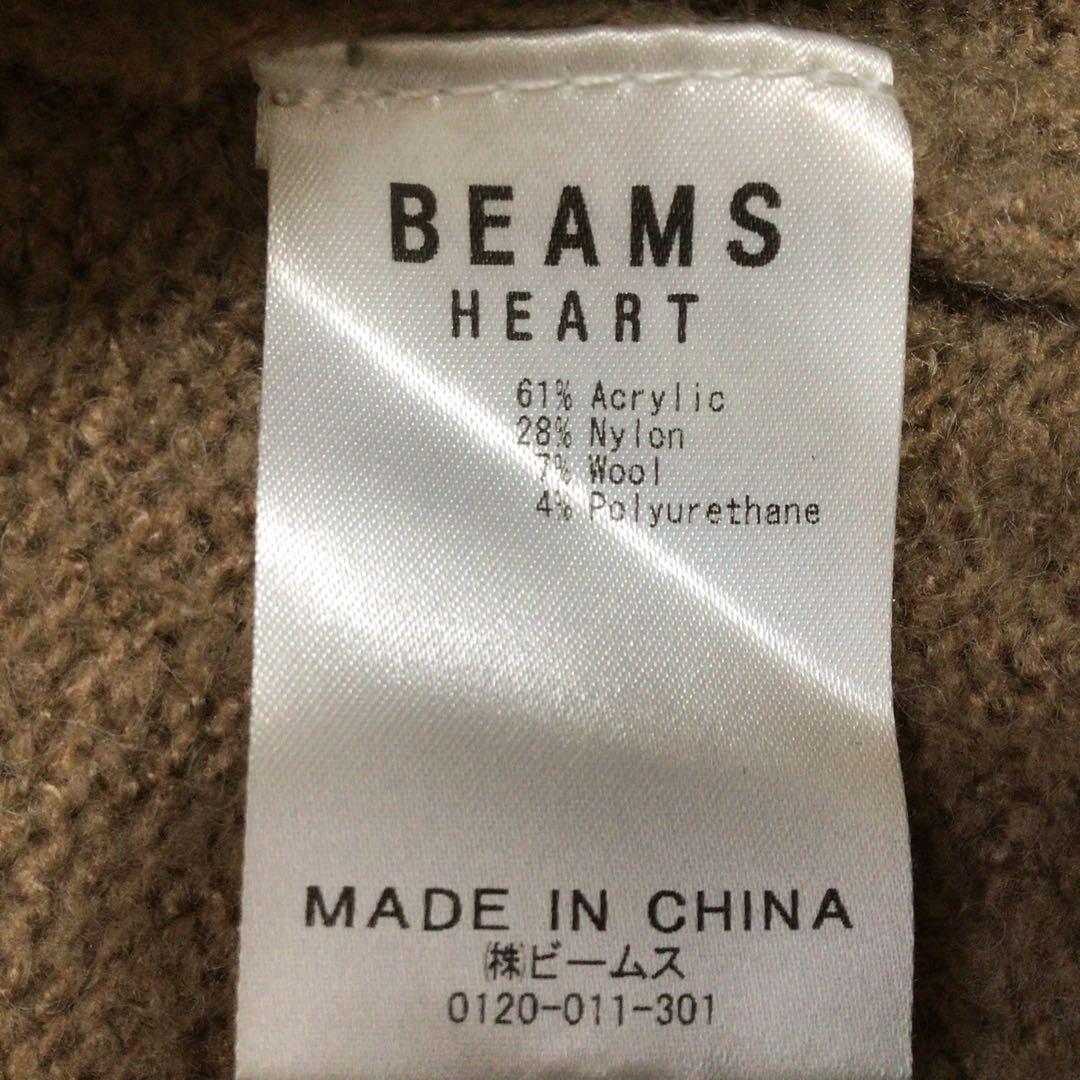 BEAMS
HEART
61% Acrylic
28% Nylon
7% Wool
4% Polyurethane
MADE IN CHINA
㈱ビームス
0120-011-301